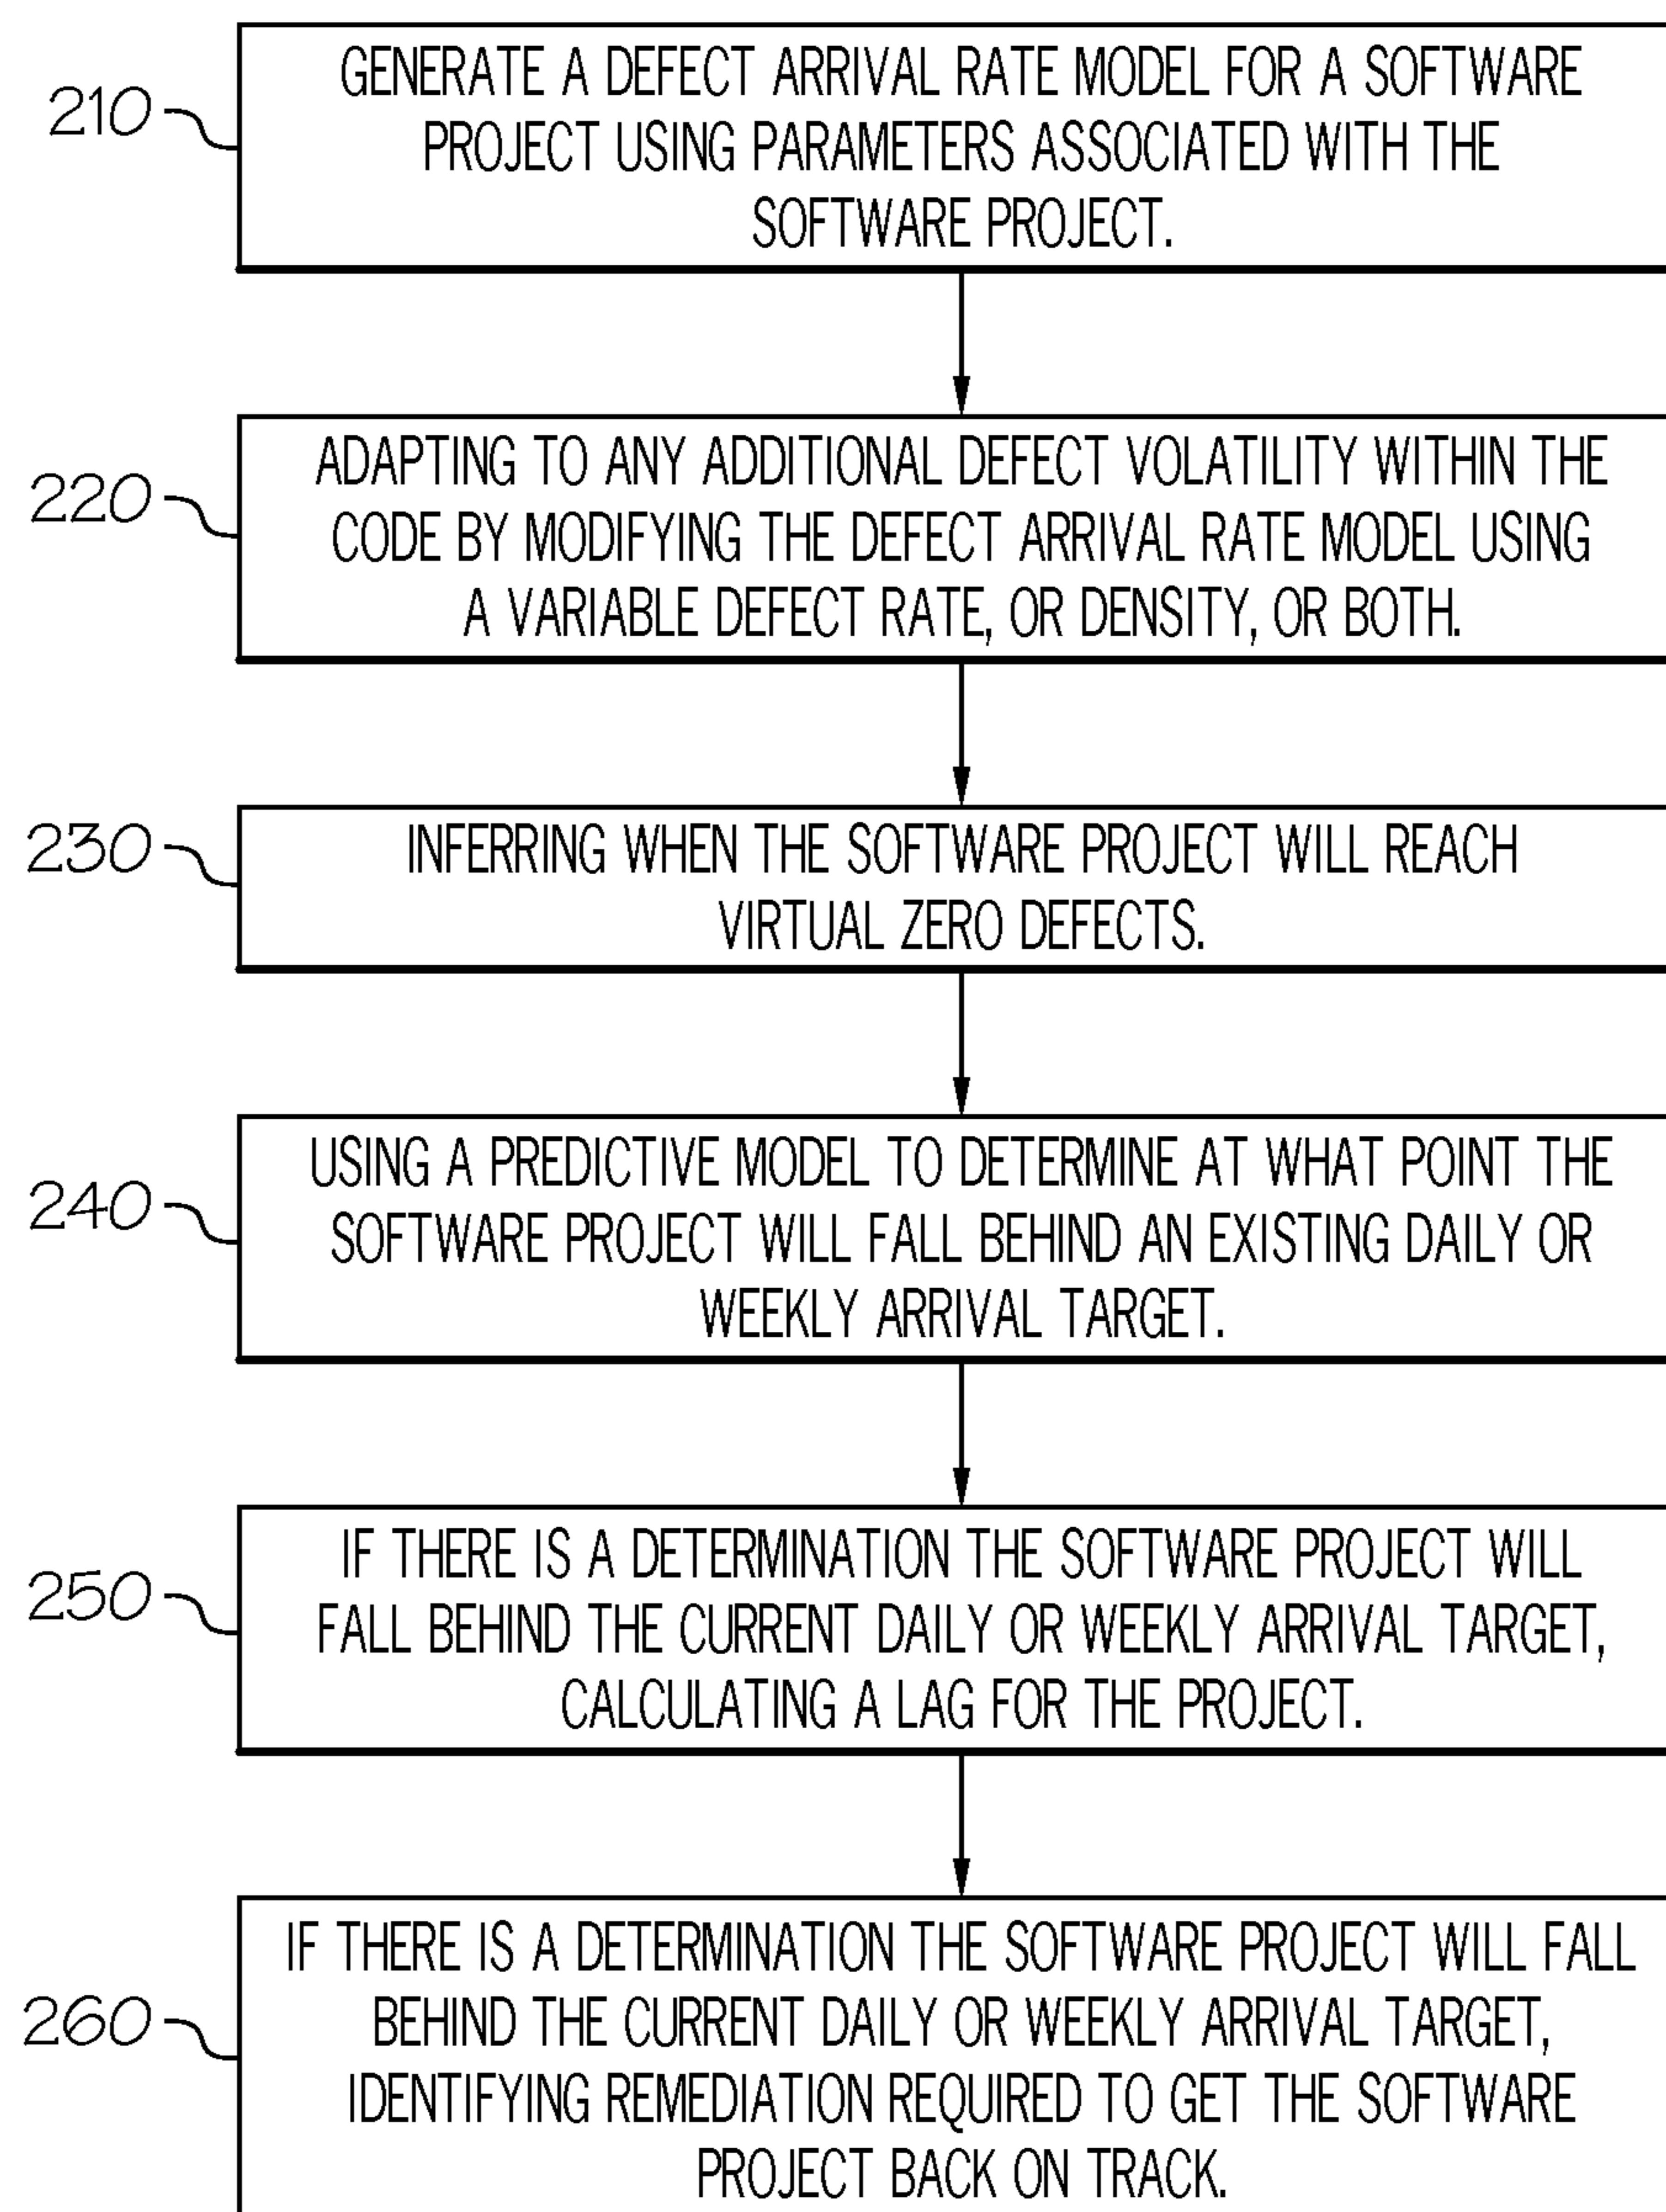 210
GENERATE A DEFECT ARRIVAL RATE MODEL FOR A SOFTWARE
PROJECT USING PARAMETERS ASSOCIATED WITH THE
SOFTWARE PROJECT.
220
ADAPTING TO ANY ADDITIONAL DEFECT VOLATILITY WITHIN THE
CODE BY MODIFYING THE DEFECT ARRIVAL RATE MODEL USING
A VARIABLE DEFECT RATE, OR DENSITY, OR BOTH.
230
INFERRING WHEN THE SOFTWARE PROJECT WILL REACH
VIRTUAL ZERO DEFECTS.
240
USING A PREDICTIVE MODEL TO DETERMINE AT WHAT POINT THE
SOFTWARE PROJECT WILL FALL BEHIND AN EXISTING DAILY OR
WEEKLY ARRIVAL TARGET.
250
IF THERE IS A DETERMINATION THE SOFTWARE PROJECT WILL
FALL BEHIND THE CURRENT DAILY OR WEEKLY ARRIVAL TARGET,
CALCULATING A LAG FOR THE PROJECT.
260
IF THERE IS A DETERMINATION THE SOFTWARE PROJECT WILL FALL
BEHIND THE CURRENT DAILY OR WEEKLY ARRIVAL TARGET,
IDENTIFYING REMEDIATION REQUIRED TO GET THE SOFTWARE
PROJECT BACK ON TRACK.